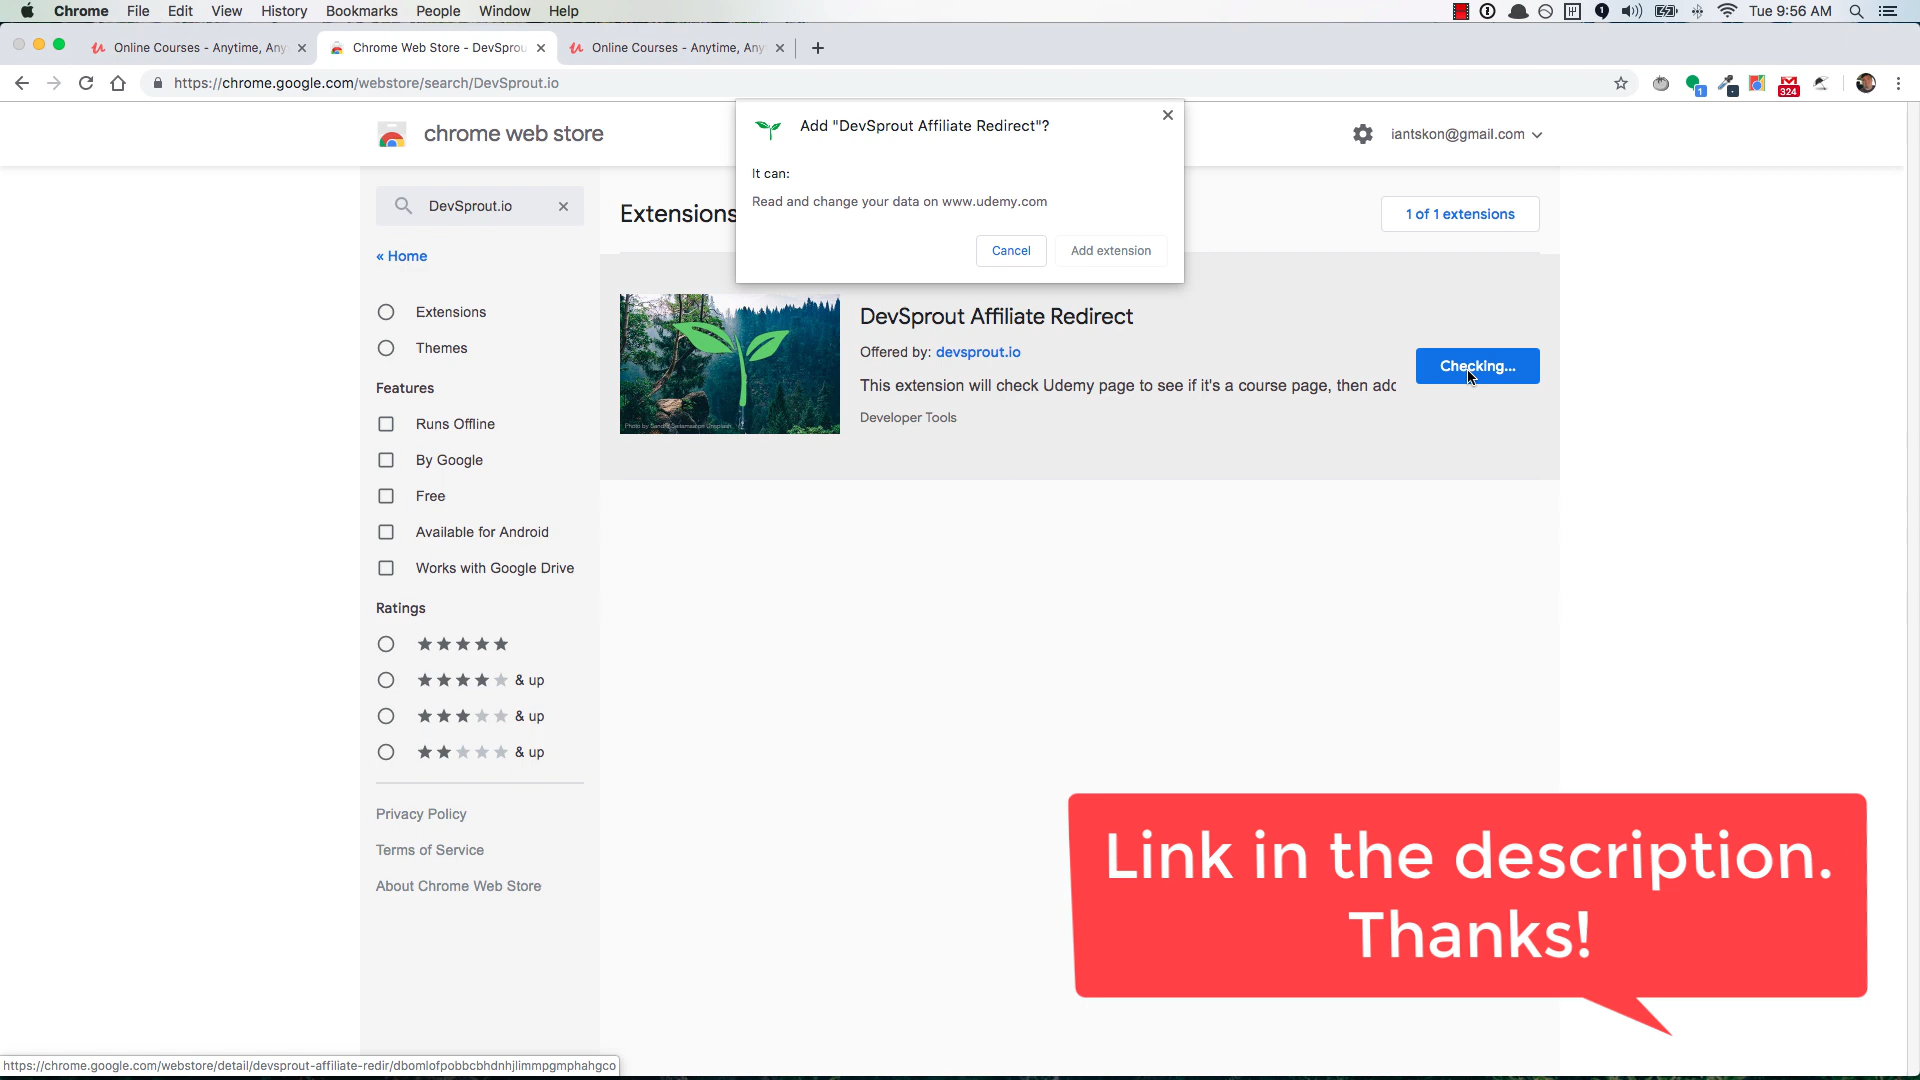 Chrome File Edit View History Bookmarks People Window Help
Tue 9:56 AM
Online Courses - Anytime, Any
Chrome Web Store - DevSprou
Online Courses - Anytime, Any
https://chrome.google.com/webstore/search/DevSprout.io
1
324
chrome web store
iantskon@gmail.com
Add "DevSprout Affiliate Redirect"?
It can:
Read and change your data on www.udemy.com
Cancel
Add extension
DevSprout.io
« Home
Extensions
Themes
Features
Runs Offline
By Google
Free
Available for Android
Works with Google Drive
Ratings
& up
& up
& up
Privacy Policy
Terms of Service
About Chrome Web Store
Extensions
1 of 1 extensions
DevSprout Affiliate Redirect
Offered by: devsprout.io
This extension will check Udemy page to see if it's a course page, then adc
Developer Tools
Checking...
Link in the description.
Thanks!
https://chrome.google.com/webstore/detail/devsprout-affiliate-redir/dbomlofpobbcbhdnhjlimmpgmphahgco